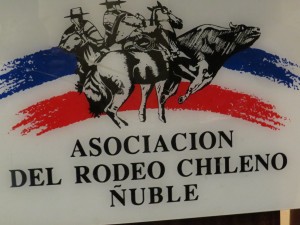 ASOCIACION
DEL RODEO CHILENO
ÑUBLE